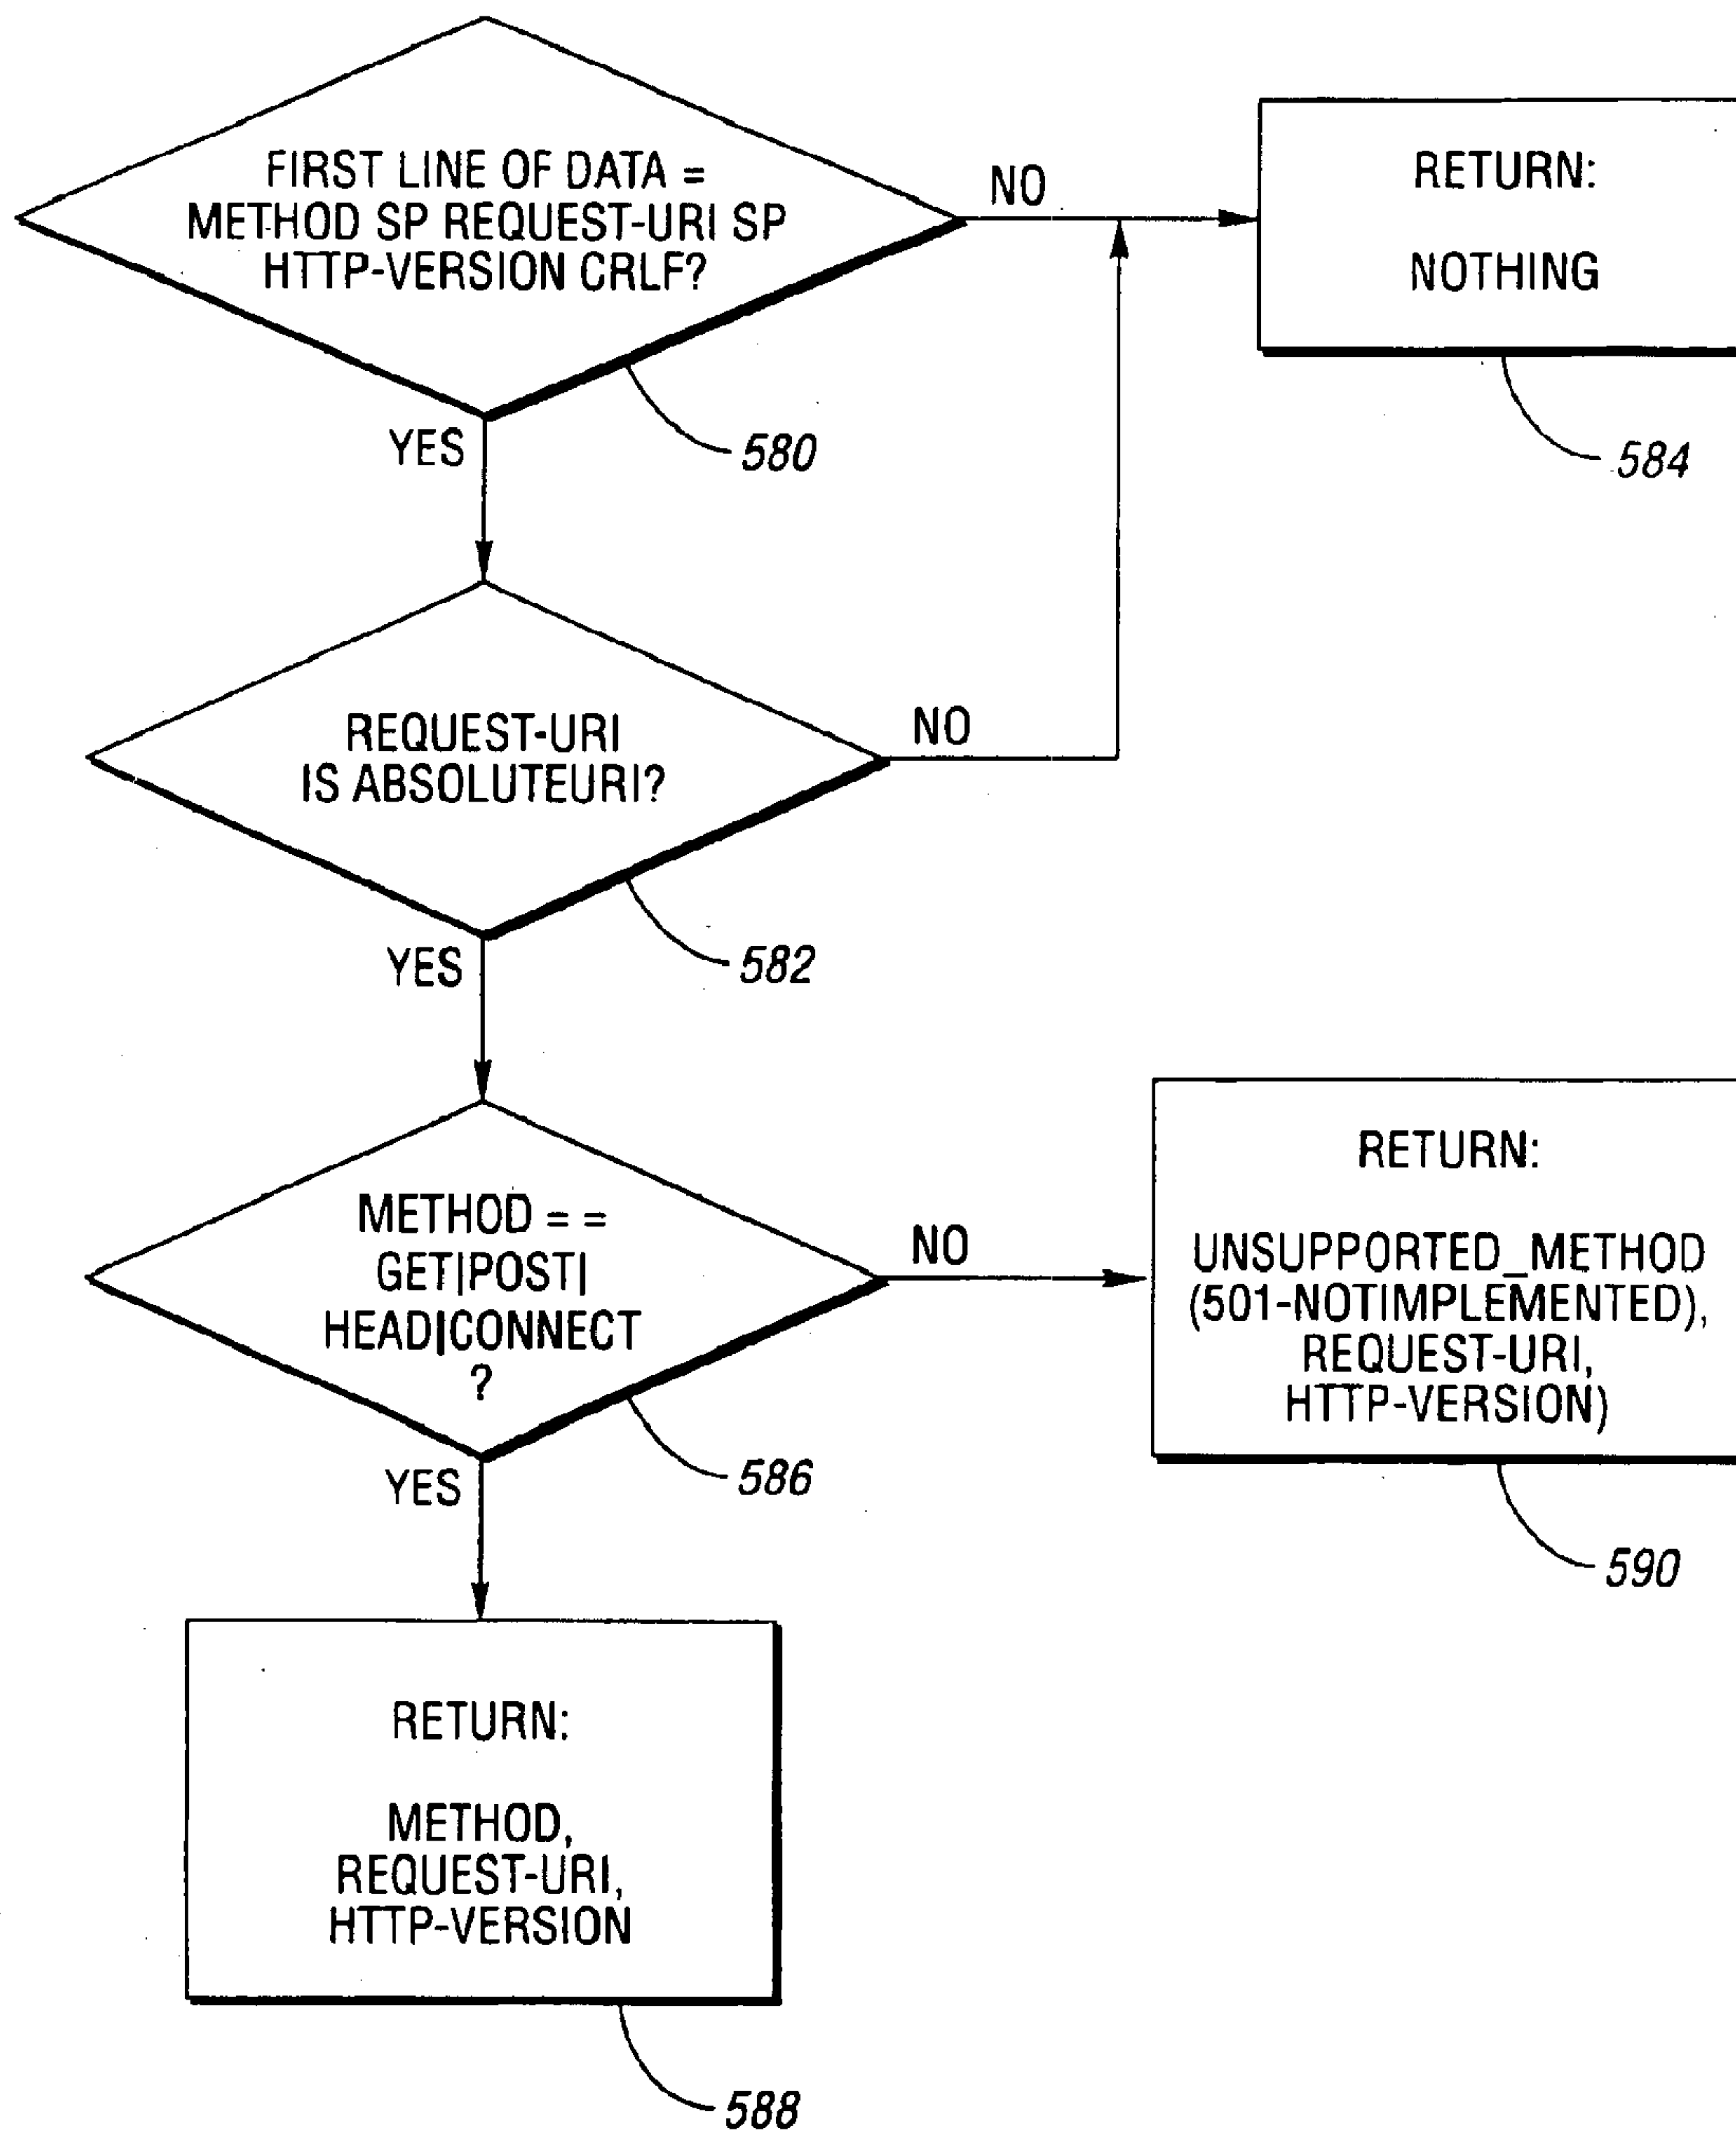 FIRST LINE OF DATA =
METHOD SP REQUEST-URI SP
HTTP-VERSION CRLF?
NO
RETURN:
NOTHING
YES
580
584
REQUEST-URI
IS ABSOLUTEURI?
NO
YES
582
METHOD = =
GET|POST|
HEAD|CONNECT
?
NO
RETURN:
UNSUPPORTED_METHOD
(501-NOTIMPLEMENTED),
REQUEST-URI,
HTTP-VERSION)
YES
586
590
RETURN:
METHOD,
REQUEST-URI,
HTTP-VERSION
588